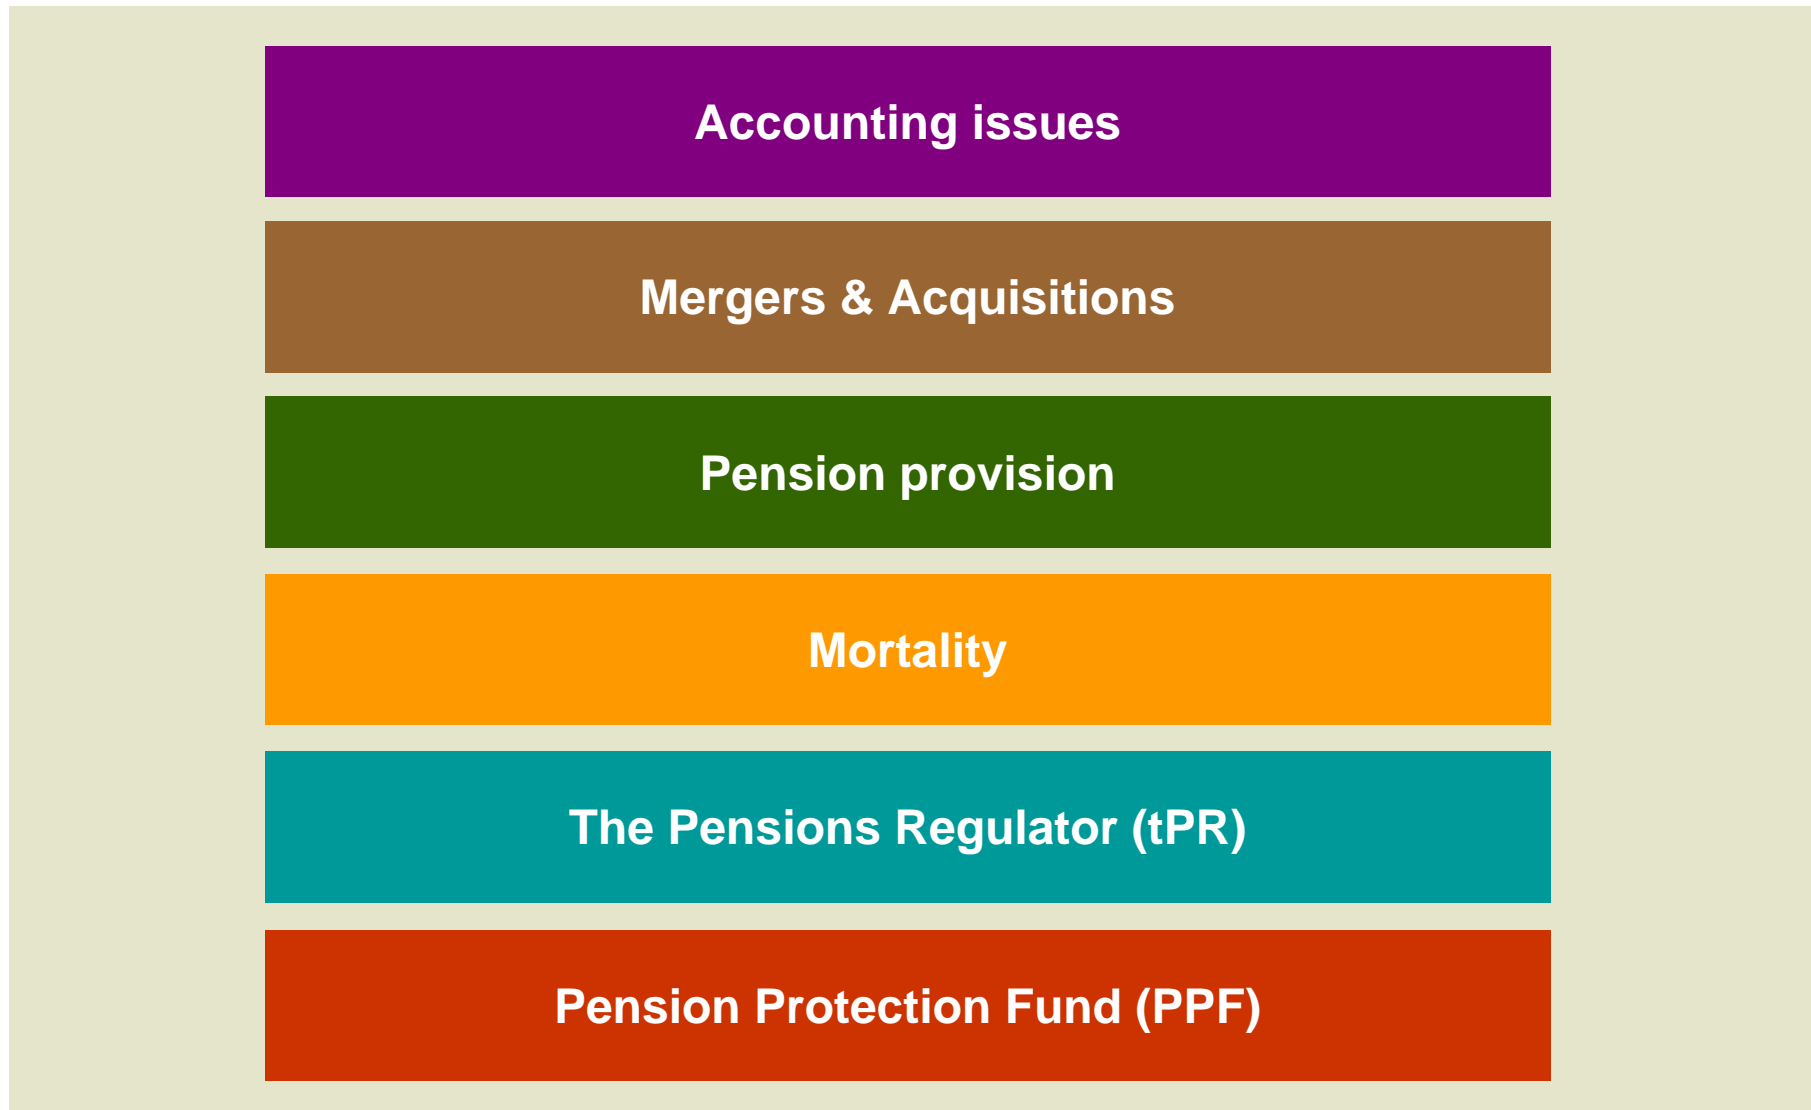 Accounting issues
Mergers & Acquisitions
Pension provision
Mortality
The Pensions Regulator (tPR)
Pension Protection Fund (PPF)